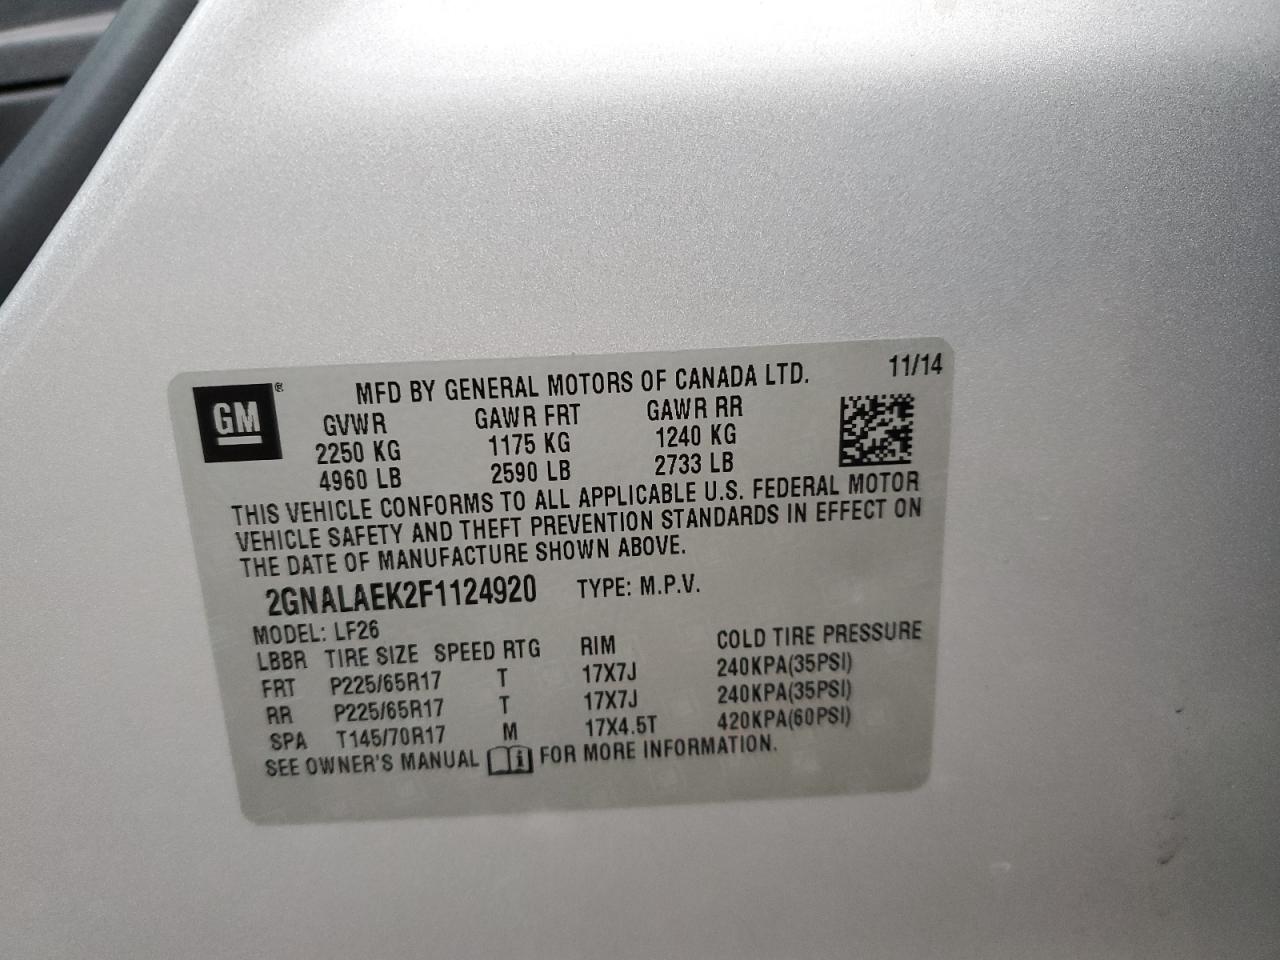 GM ®
MFD BY GENERAL MOTORS OF CANADA LTD. 11/14
GVWR GAWR FRT GAWR RR
2250 KG 1175 KG 1240 KG
4960 LB 2590 LB 2733 LB
THIS VEHICLE CONFORMS TO ALL APPLICABLE U.S. FEDERAL MOTOR
VEHICLE SAFETY AND THEFT PREVENTION STANDARDS IN EFFECT ON
THE DATE OF MANUFACTURE SHOWN ABOVE.
2GNALAEK2F1124920 TYPE: M.P.V.
MODEL: LF26
LBBR TIRE SIZE SPEED RTG RIM COLD TIRE PRESSURE
FRT P225/65R17 T 17X7J 240KPA(35PSI)
RR P225/65R17 T 17X7J 240KPA(35PSI)
SPA T145/70R17 M 17X4.5T 420KPA(60PSI)
SEE OWNER'S MANUAL i FOR MORE INFORMATION.